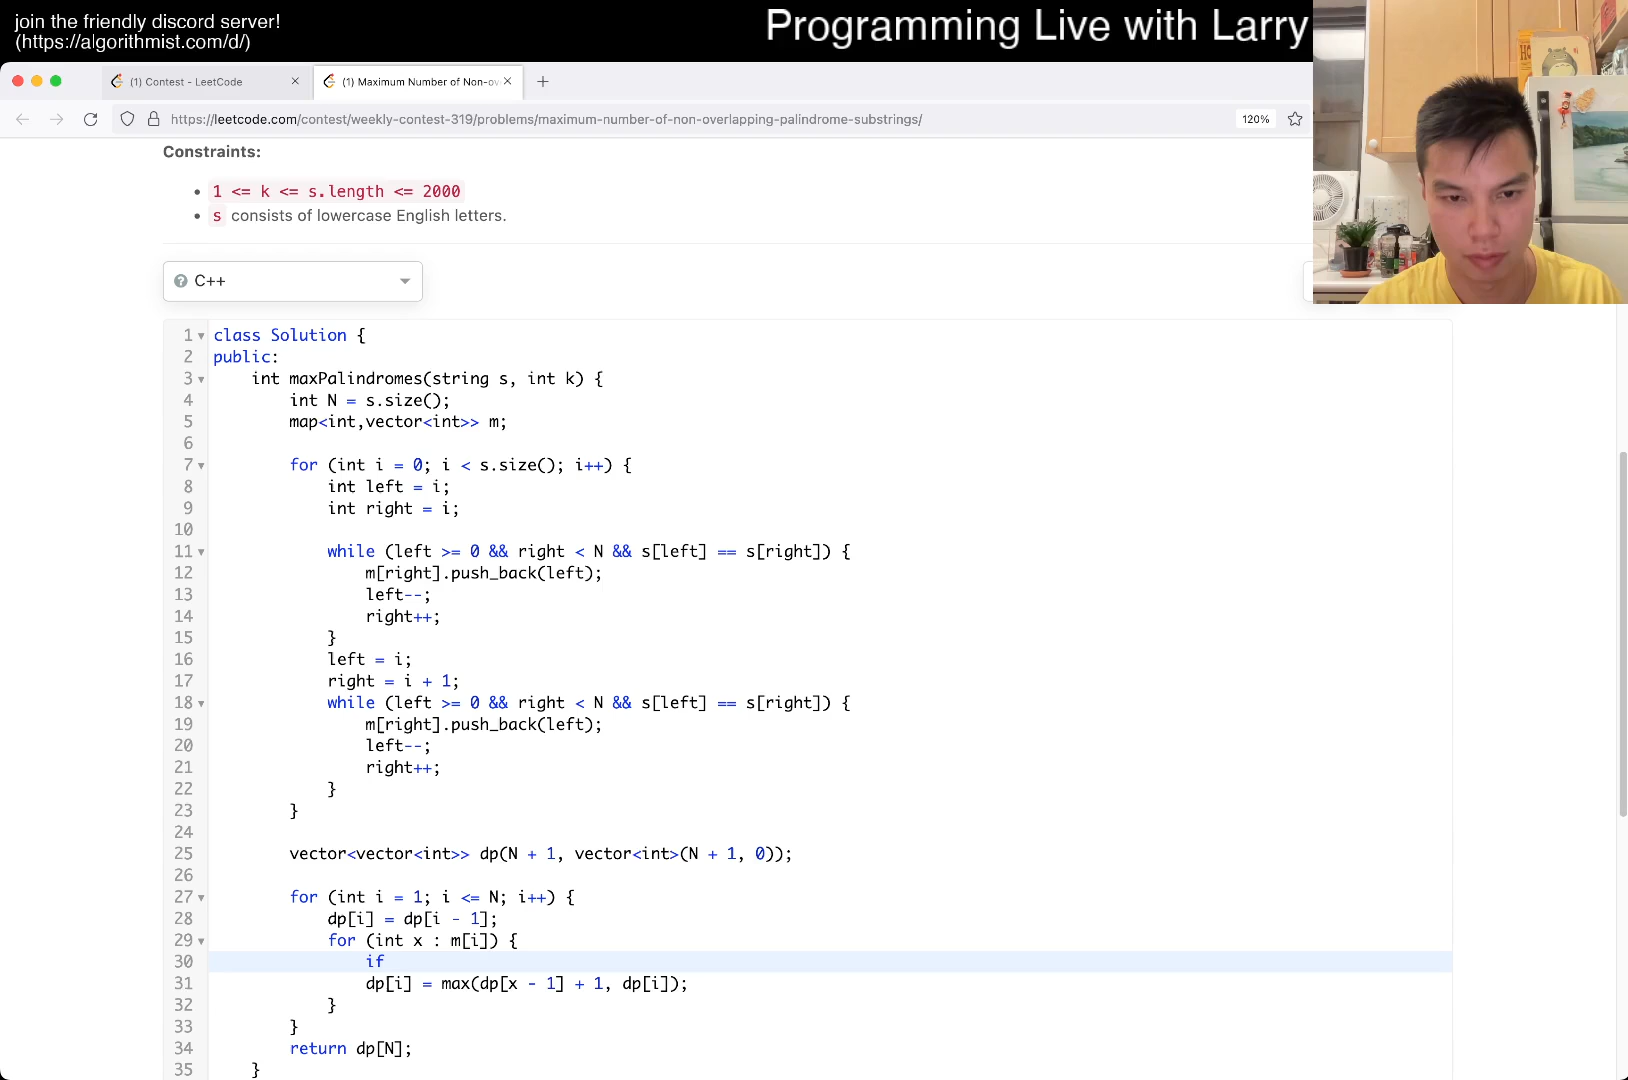 join the friendly discord server!
(https://algorithmist.com/d/)
Programming Live with Larry
(1) Contest - LeetCode
(1) Maximum Number of Non-ov
https://leetcode.com/contest/weekly-contest-319/problems/maximum-number-of-non-overlapping-palindrome-substrings/
120%
Constraints:
1 <= k <= s.length <= 2000
s consists of lowercase English letters.
C++
1 class Solution {
2 public:
3 int maxPalindromes(string s, int k) {
4 int N = s.size();
5 map<int,vector<int>> m;
6
7 for (int i = 0; i < s.size(); i++) {
8 int left = i;
9 int right = i;
10
11 while (left >= 0 && right < N && s[left] == s[right]) {
12 m[right].push_back(left);
13 left--;
14 right++;
15 }
16 left = i;
17 right = i + 1;
18 while (left >= 0 && right < N && s[left] == s[right]) {
19 m[right].push_back(left);
20 left--;
21 right++;
22 }
23 }
24
25 vector<vector<int>> dp(N + 1, vector<int>(N + 1, 0));
26
27 for (int i = 1; i <= N; i++) {
28 dp[i] = dp[i - 1];
29 for (int x : m[i]) {
30 if
31 dp[i] = max(dp[x - 1] + 1, dp[i]);
32 }
33 }
34 return dp[N];
35 }